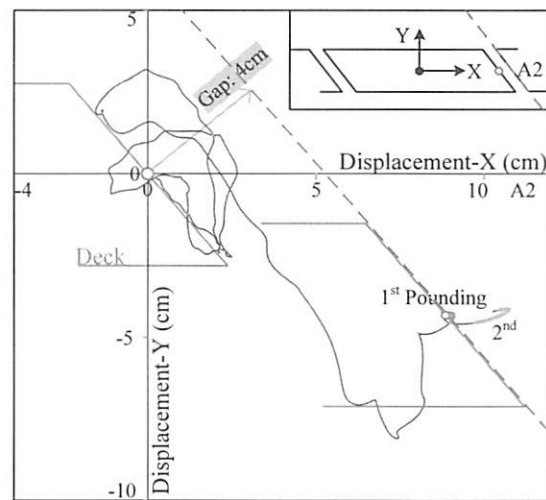 5
Y
X
A2
Gap: 4cm
Displacement-X (cm)
0
-4
0
5
10
A2
Deck
1st Pounding
2nd
-5
Displacement-Y (cm)
-10